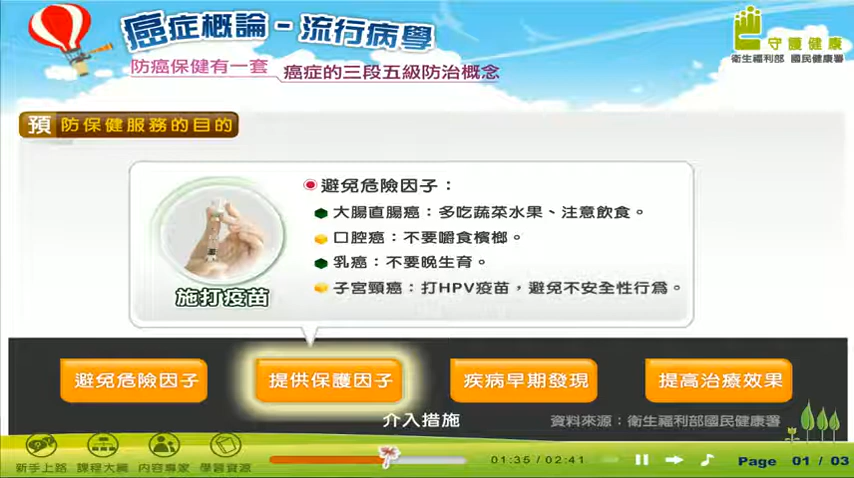 癌症概論-流行病學
守護健康
衛生福利部 國民健康署
防癌保健有一套 癌症的三段五級防治概念
預防保健服務的目的
避免危險因子：
大腸直腸癌：多吃蔬菜水果、注意飲食。
口腔癌：不要嚼食檳榔。
乳癌：不要晚生育。
子宮頸癌：打HPV疫苗，避免不安全性行為。
施打疫苗
避免危險因子 提供保護因子 疾病早期發現 提高治療效果
介入措施
資料來源：衛生福利部國民健康署
新手上路 課程大綱 內容專家 學習資源
01:35 / 02:41
Page 01 / 03